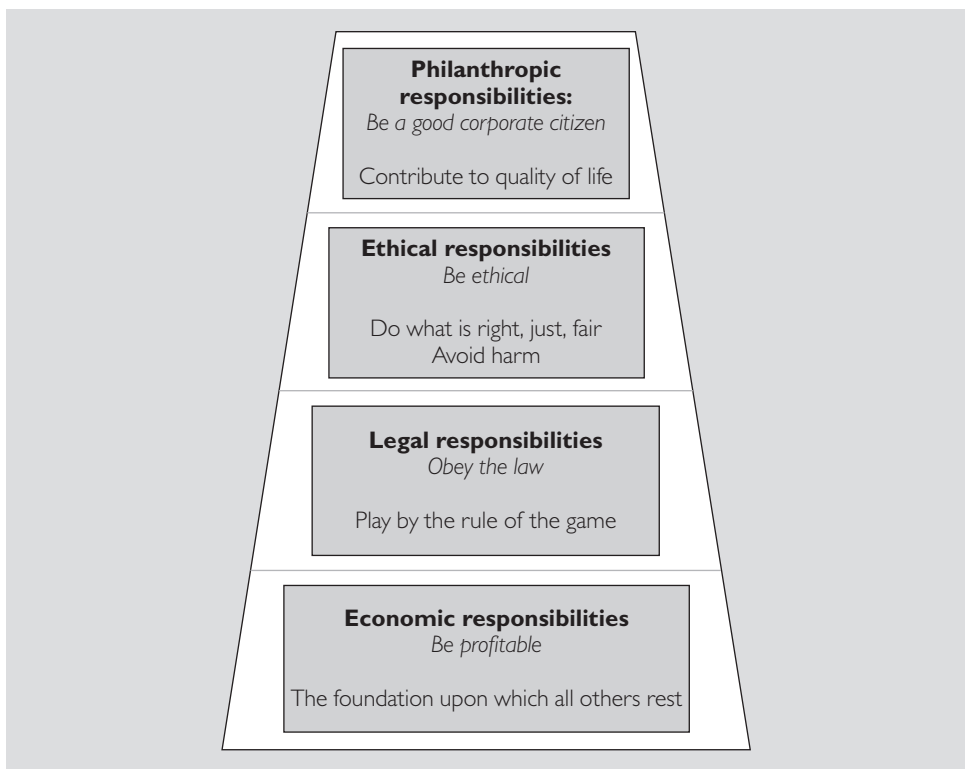 Philanthropic
responsibilities:
Be a good corporate citizen
Contribute to quality of life
Ethical responsibilities
Be ethical
Do what is right, just, fair
Avoid harm
Legal responsibilities
Obey the law
Play by the rule of the game
Economic responsibilities
Be profitable
The foundation upon which all others rest